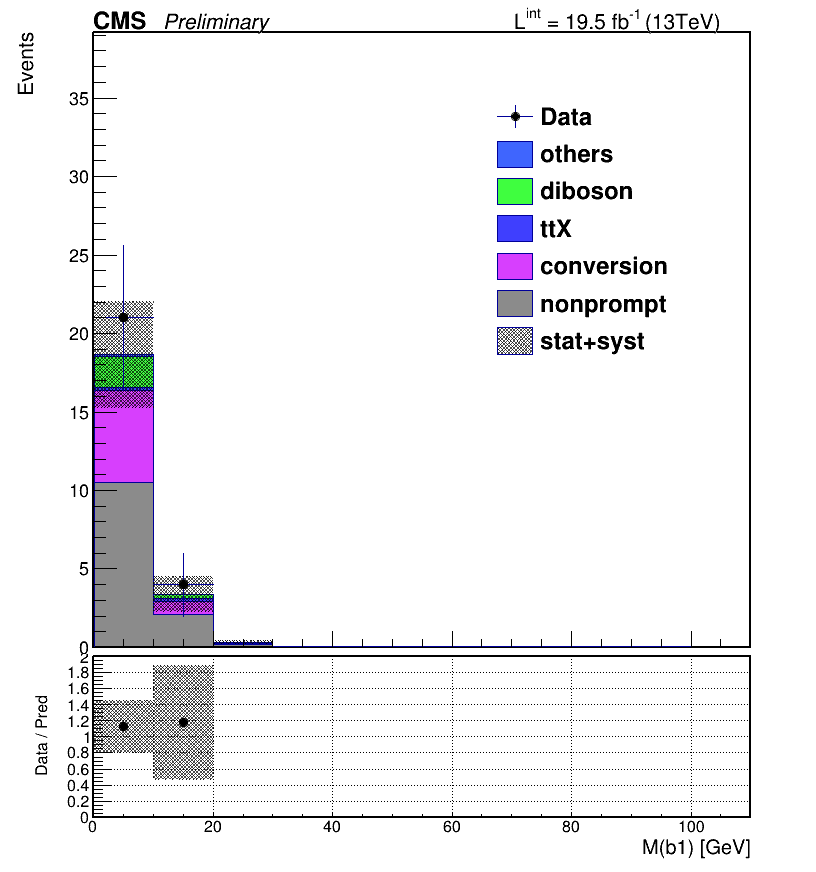 CMS Preliminary
L^int = 19.5 fb^-1 (13TeV)
Events
35
30
25
20
15
10
5
0
Data
others
diboson
ttX
conversion
nonprompt
stat+syst
Data / Pred
2
1.8
1.6
1.4
1.2
1
0.8
0.6
0.4
0.2
0
0 20 40 60 80 100
M(b1) [GeV]